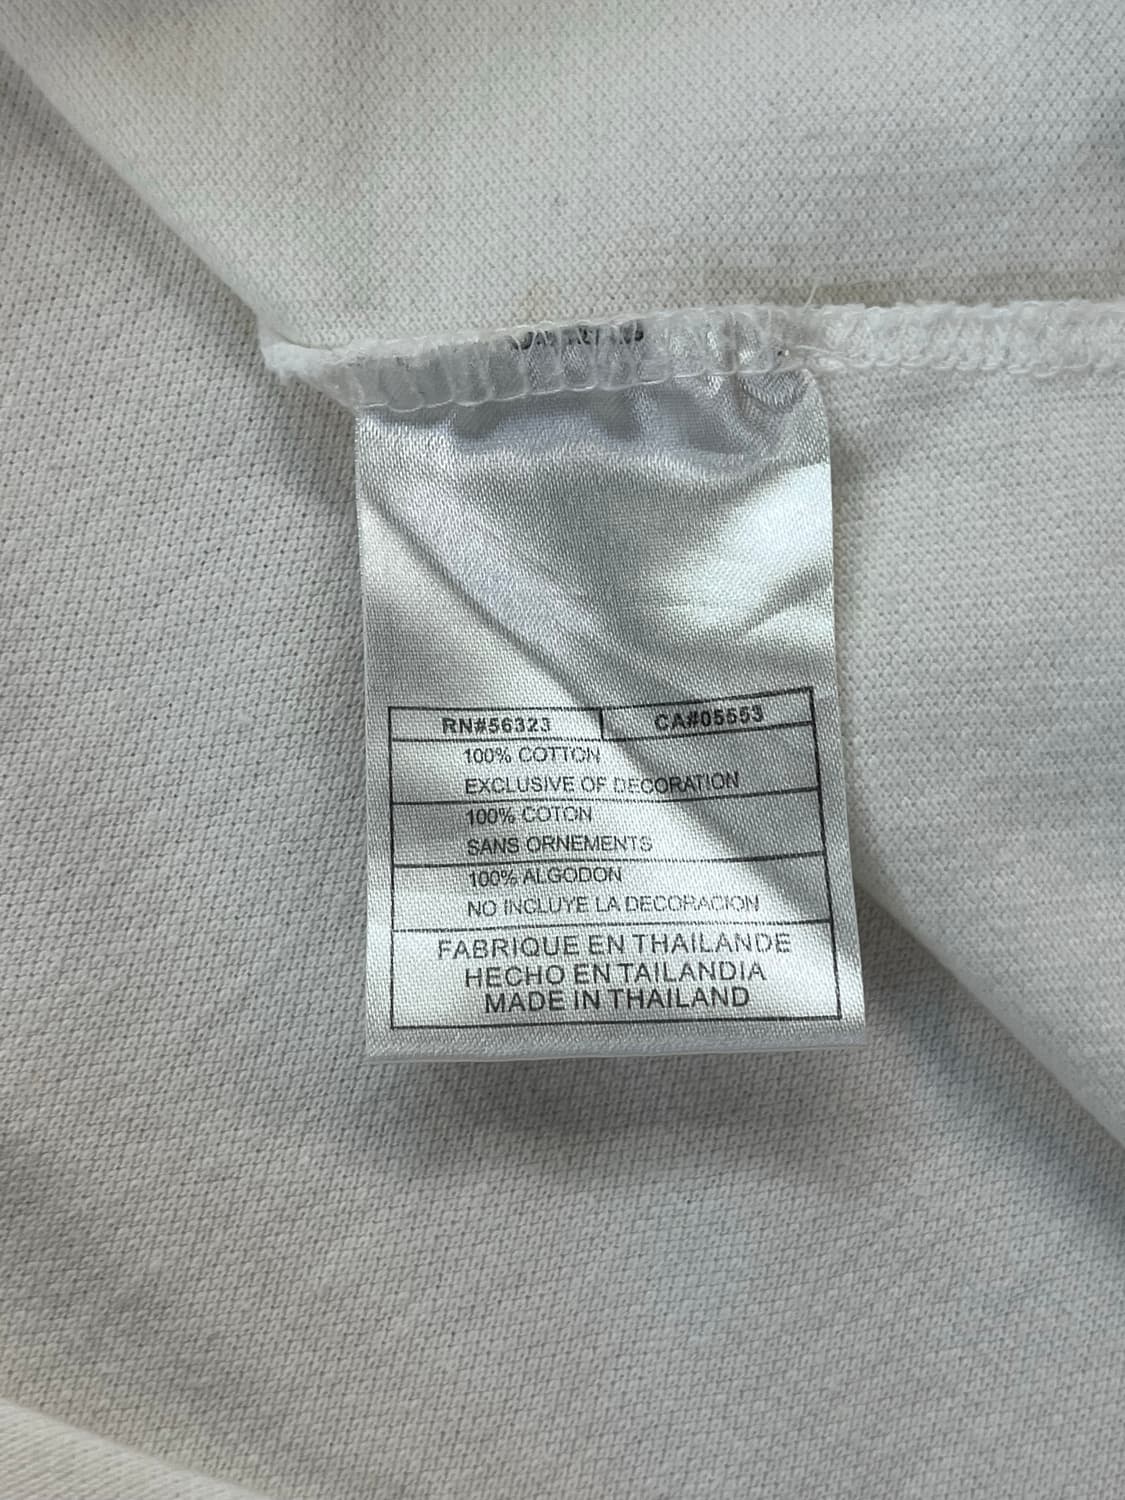 RN#56323 CA#05553
100% COTTON
EXCLUSIVE OF DECORATION
100% COTON
SANS ORNEMENTS
100% ALGODON
NO INCLUYE LA DECORACION
FABRIQUE EN THAILANDE
HECHO EN TAILANDIA
MADE IN THAILAND